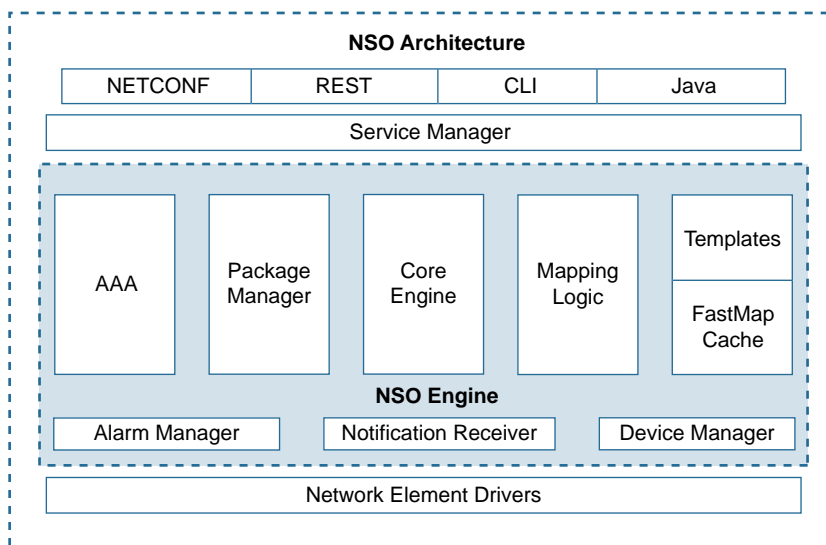 NSO Architecture
NETCONF REST CLI Java
Service Manager
AAA
Package
Manager
Core
Engine
Mapping
Logic
Templates
FastMap
Cache
NSO Engine
Alarm Manager Notification Receiver Device Manager
Network Element Drivers